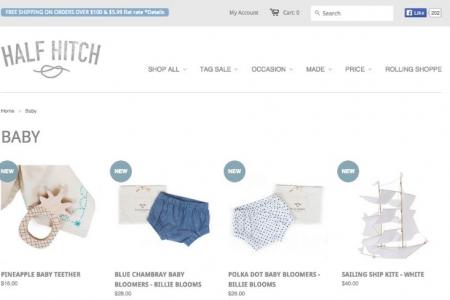 FREE SHIPPING ON ORDERS OVER $100 & $5.99 flat rate *Details
My Account
Cart: 0
Search
Like
202
HALF HITCH
SHOP ALL
TAG SALE
OCCASION
MADE
PRICE
ROLLING SHOPPE
Home > Baby
BABY
NEW
NEW
NEW
NEW
PINEAPPLE BABY TEETHER
$16.00
BLUE CHAMBRAY BABY
BLOOMERS - BILLIE BLOOMS
$28.00
POLKA DOT BABY BLOOMERS -
BILLIE BLOOMS
$28.00
SAILING SHIP KITE - WHITE
$40.00